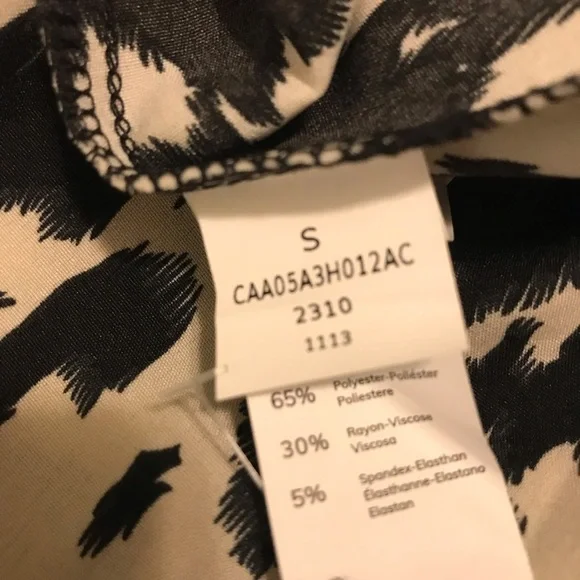 S
CAA05A3H012AC
2310
1113
65% Polyester-Poliéster
Poliestere
30% Rayon-Viscose
Viscosa
5% Spandex-Elasthan
Élasthanne-Elastano
Elastan